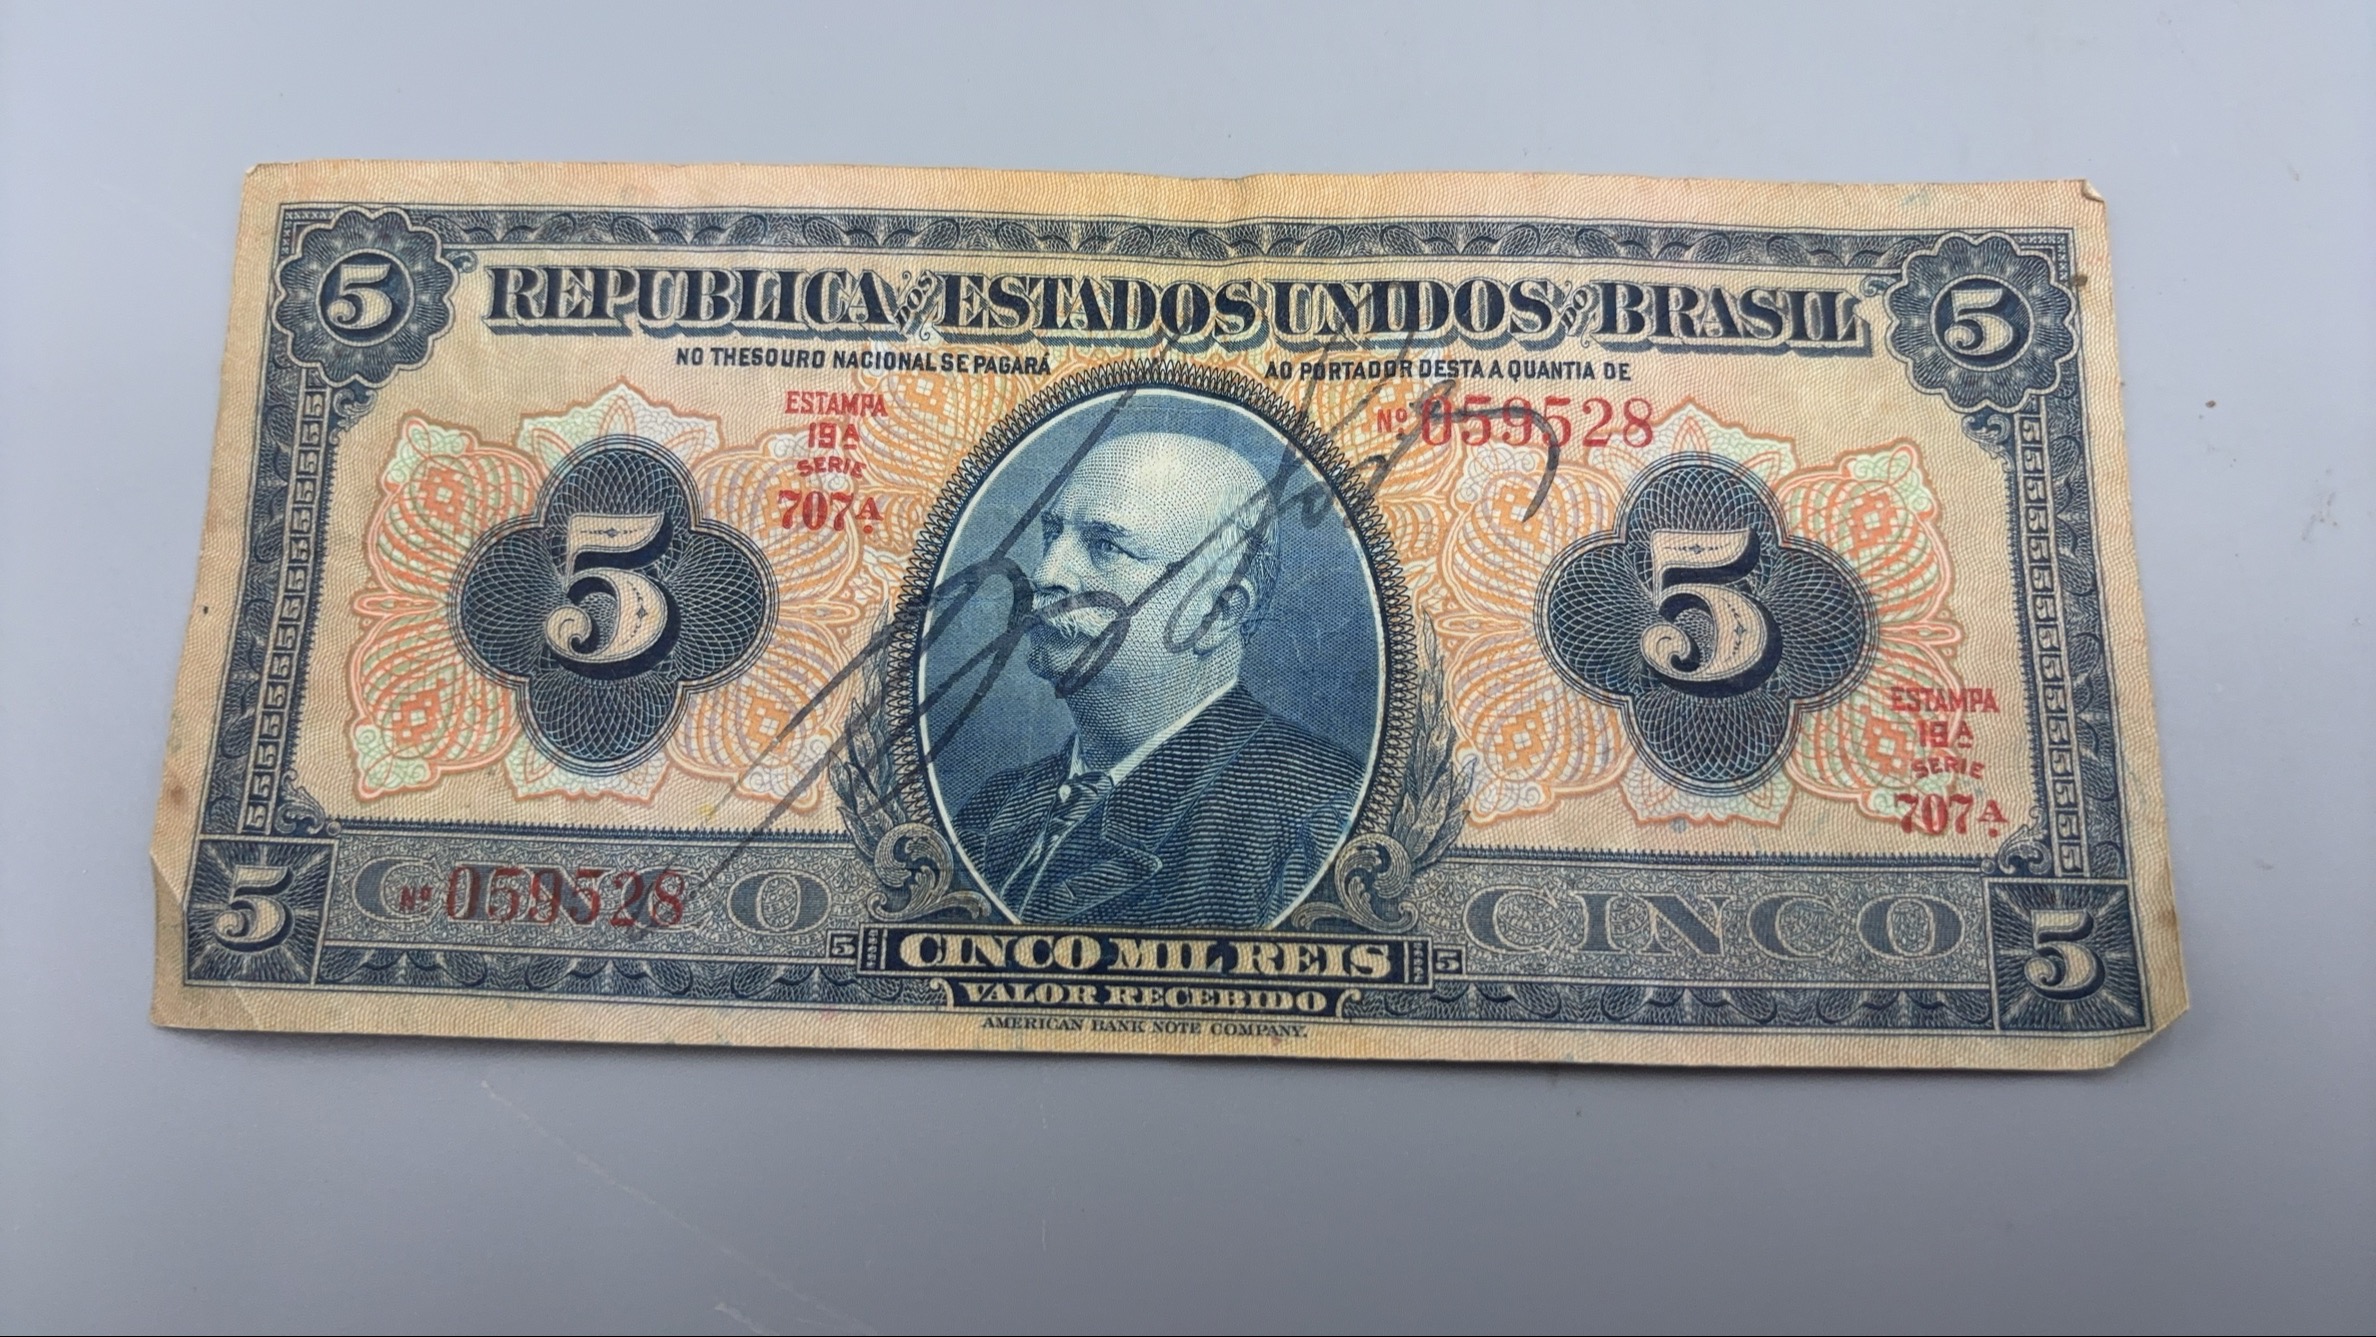 5 REPUBLICA DOS ESTADOS UNIDOS DO BRASIL 5
NO THESOURO NACIONAL SE PAGARÁ AO PORTADOR DESTA A QUANTIA DE
ESTAMPA
19A
SERIE
707A.
Nº 059528
5
5
ESTAMPA
19A
SERIE
707A.
5 CINCO CINCO 5
Nº 059528
5 CINCO MIL REIS 5
VALOR RECEBIDO
AMERICAN BANK NOTE COMPANY.